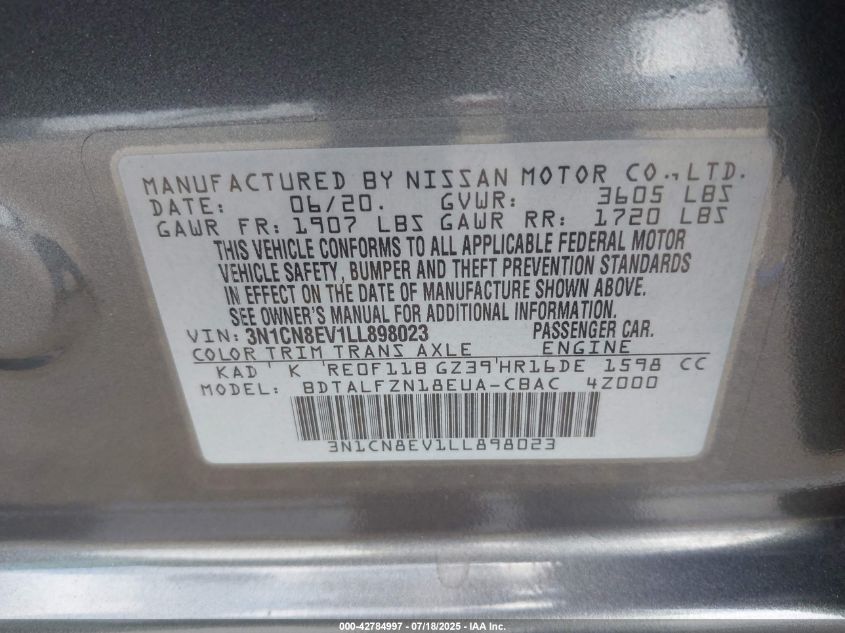 MANUFACTURED BY NISSAN MOTOR CO., LTD.
DATE: 06/20. GVWR: 3605 LBS
GAWR FR: 1907 LBS GAWR RR: 1720 LBS
THIS VEHICLE CONFORMS TO ALL APPLICABLE FEDERAL MOTOR
VEHICLE SAFETY, BUMPER AND THEFT PREVENTION STANDARDS
IN EFFECT ON THE DATE OF MANUFACTURE SHOWN ABOVE.
SEE OWNER'S MANUAL FOR ADDITIONAL INFORMATION.
VIN: 3N1CN8EV1LL898023 PASSENGER CAR.
COLOR TRIM TRANS AXLE ENGINE
KAD K RE0F11B GZ39 HR16DE 1598 CC
MODEL: BDTALFZN18EUA-CBAC 4Z000
3N1CN8EV1LL898023
000-42784997 / 07/18/2025 - IAA Inc.